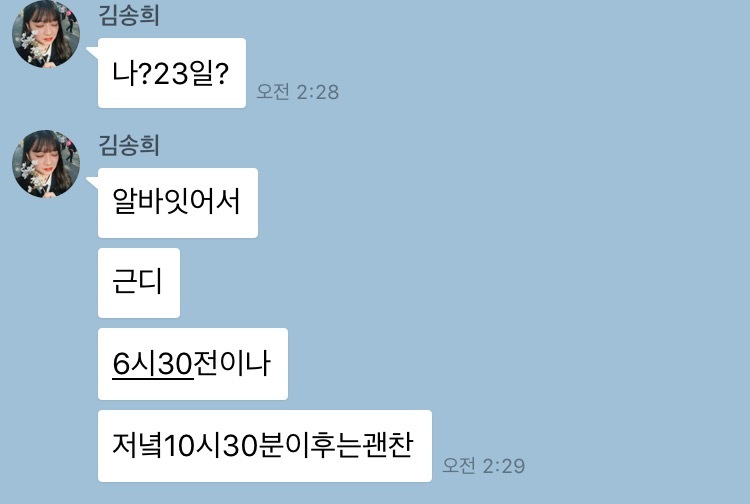 김송희
나?23일?
오전 2:28
김송희
알바잇어서
근디
6시30전이나
저녘10시30분이후는괜찬
오전 2:29